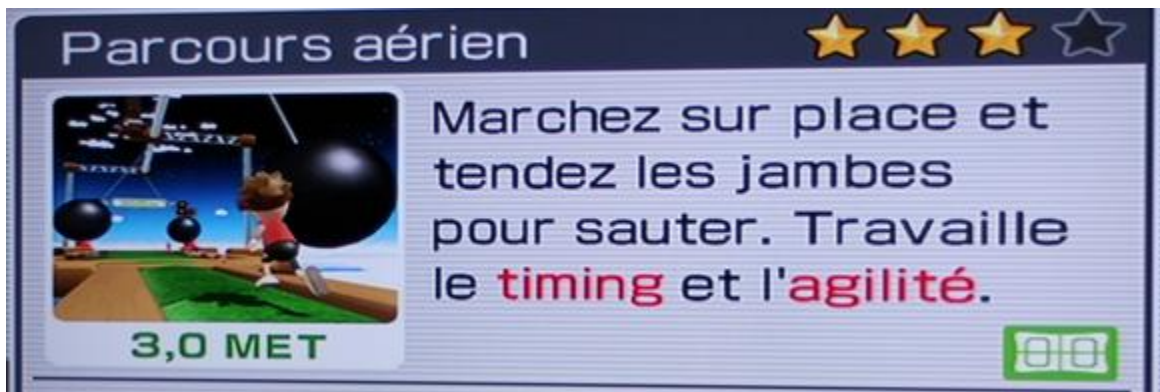 Parcours aérien
Marchez sur place et
tendez les jambes
pour sauter. Travaille
le timing et l'agilité.
3,0 MET